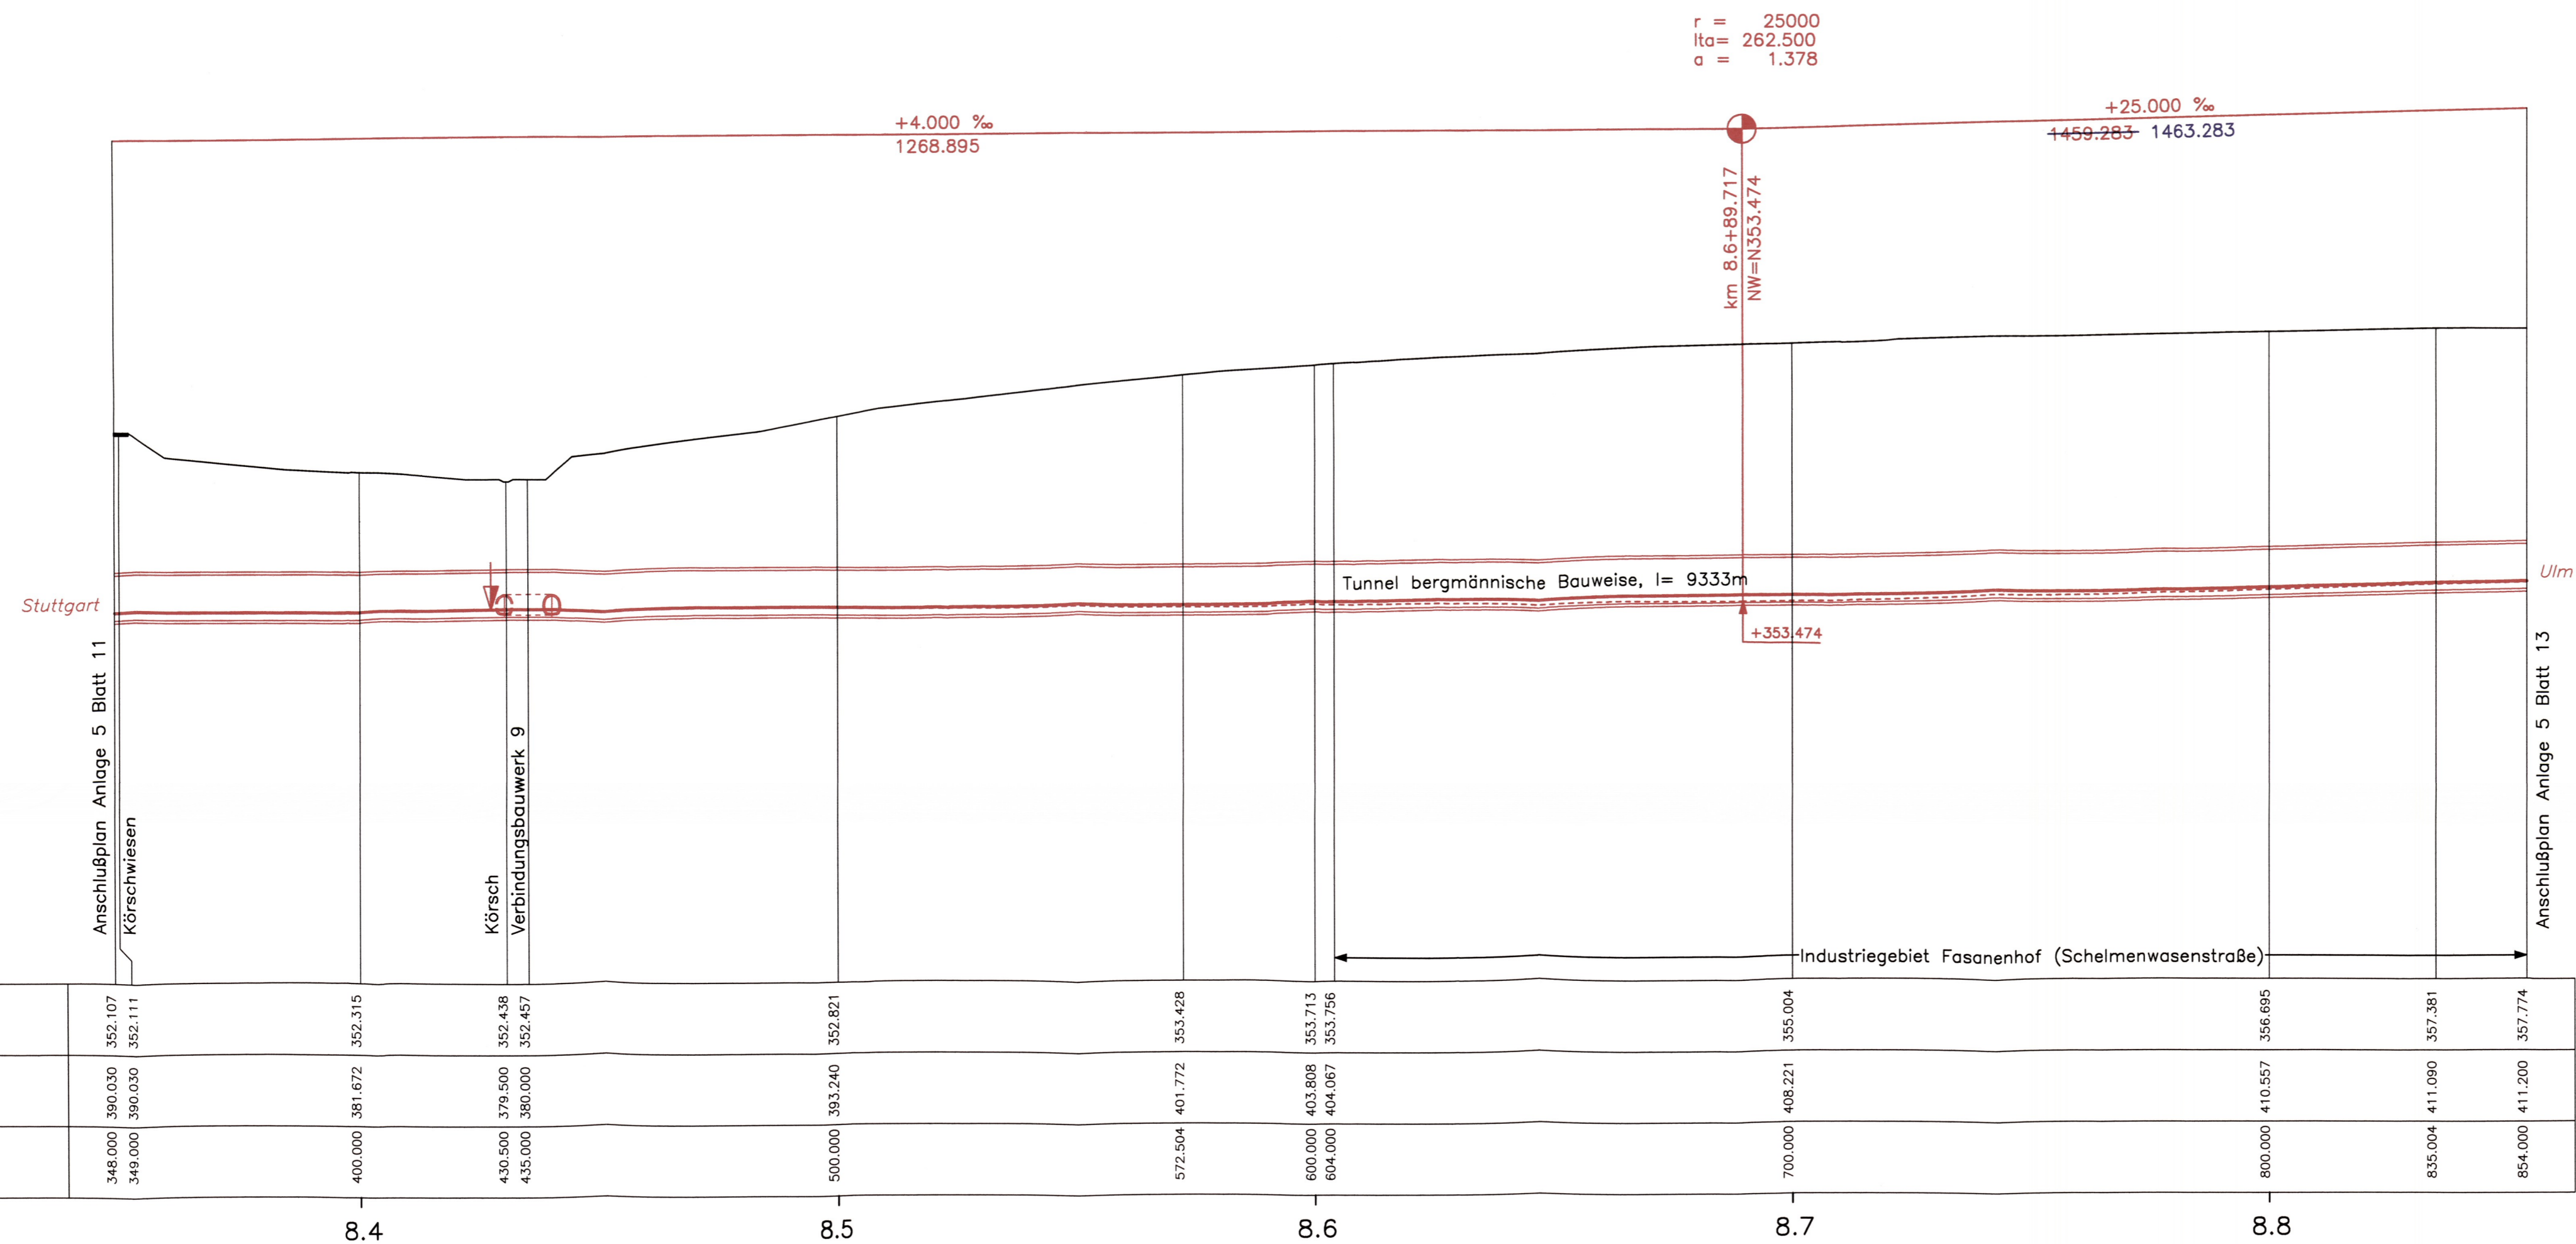 r = 25000
lta= 262.500
a = 1.378
+4.000 ‰
1268.895
+25.000 ‰
1459.283 1463.283
km 8.6+89.717
NW=N353.474
Tunnel bergmännische Bauweise, l= 9333m
Stuttgart
Ulm
+353.474
Anschlußplan Anlage 5 Blatt 11
Körschwiesen
Körsch
Verbindungsbauwerk 9
Industriegebiet Fasanenhof (Schelmenwasenstraße)
Anschlußplan Anlage 5 Blatt 13
352.107 352.111 352.315 352.438 352.457 352.821 353.428 353.713 353.756 355.004 356.695 357.381 357.774
390.030 390.030 381.672 379.500 380.000 393.240 401.772 403.808 404.067 408.221 410.557 411.090 411.200
348.000 349.000 400.000 430.500 435.000 500.000 572.504 600.000 604.000 700.000 800.000 835.004 854.000
8.4 8.5 8.6 8.7 8.8